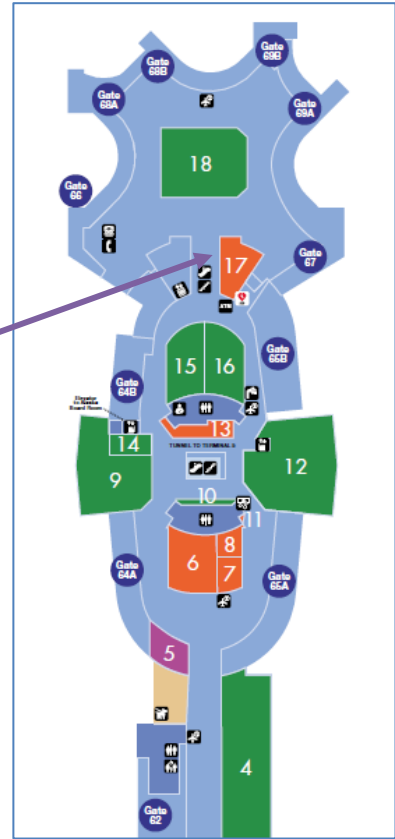 Gate
68B
Gate
69B
Gate
68A
Gate
69A
18
Gate
66
17
Gate
67
ATM
15
16
Gate
65B
Gate
64B
Elevator
Board Room
13
TUNNEL TO TERMINAL 5
14
9
12
10
11
6
8
7
Gate
64A
Gate
65A
5
4
Gate
62